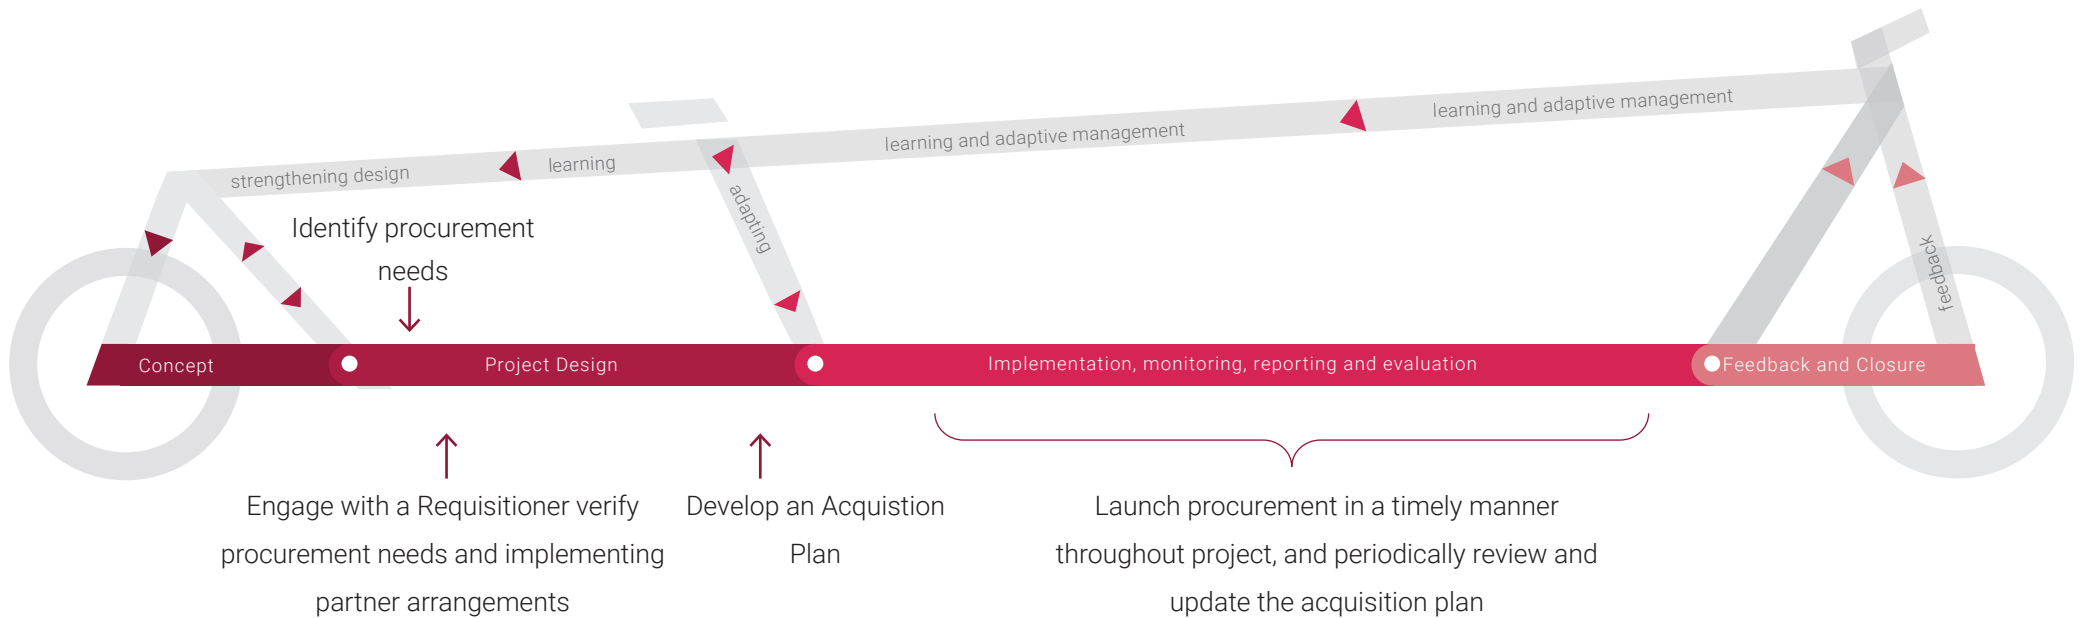 learning and adaptive management
learning and adaptive management
learning
strengthening design
adapting
feedback
Identify procurement
needs
Concept
Project Design
Implementation, monitoring, reporting and evaluation
Feedback and Closure
Engage with a Requisitioner verify
procurement needs and implementing
partner arrangements
Develop an Acquistion
Plan
Launch procurement in a timely manner
throughout project, and periodically review and
update the acquisition plan